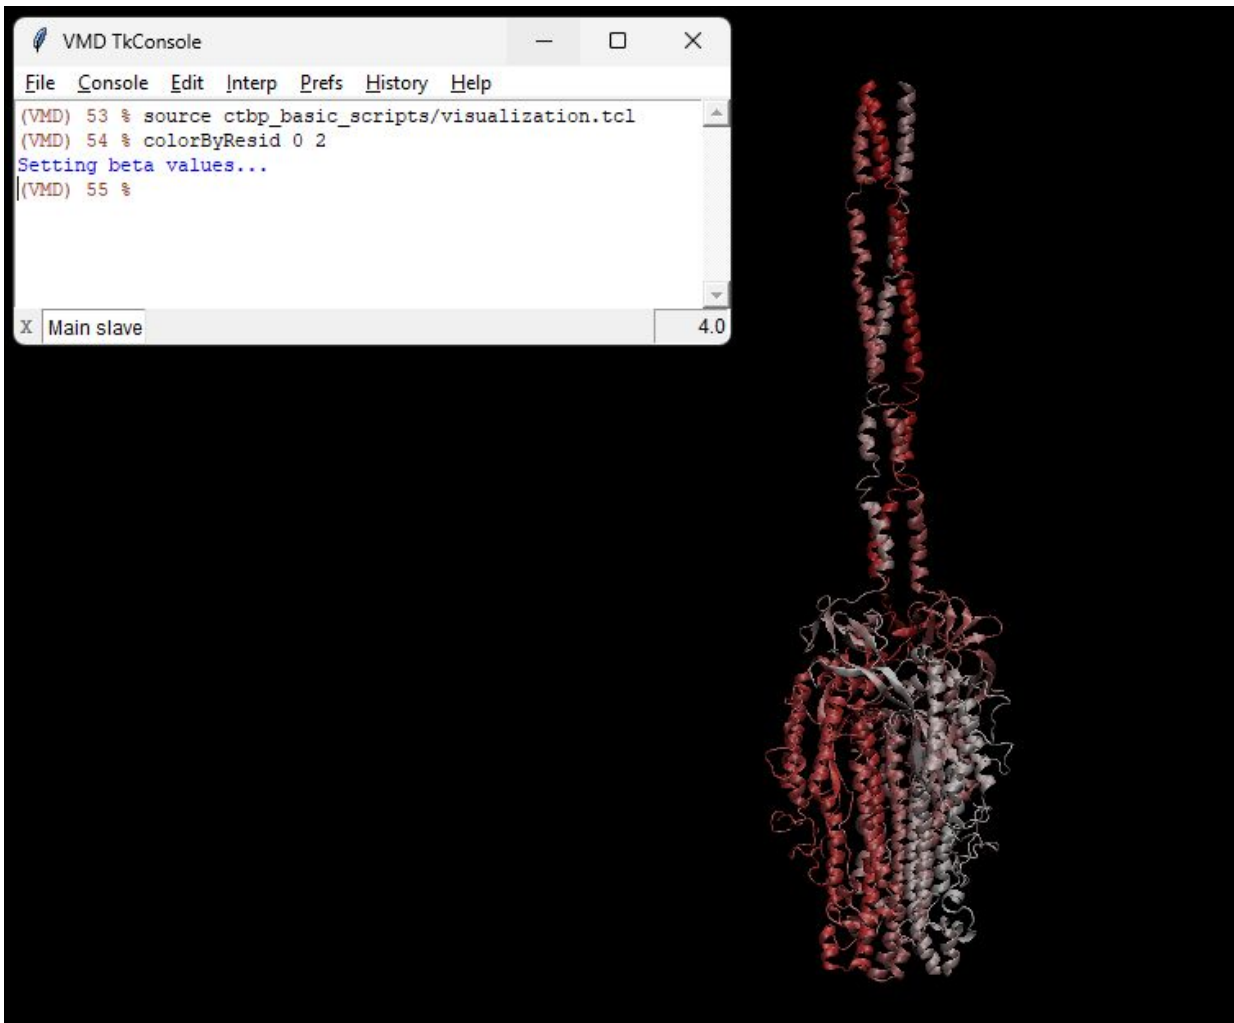 VMD TkConsole
File Console Edit Interp Prefs History Help
(VMD) 53 % source ctbp_basic_scripts/visualization.tcl
(VMD) 54 % colorByResid 0 2
Setting beta values...
(VMD) 55 %
X Main slave 4.0